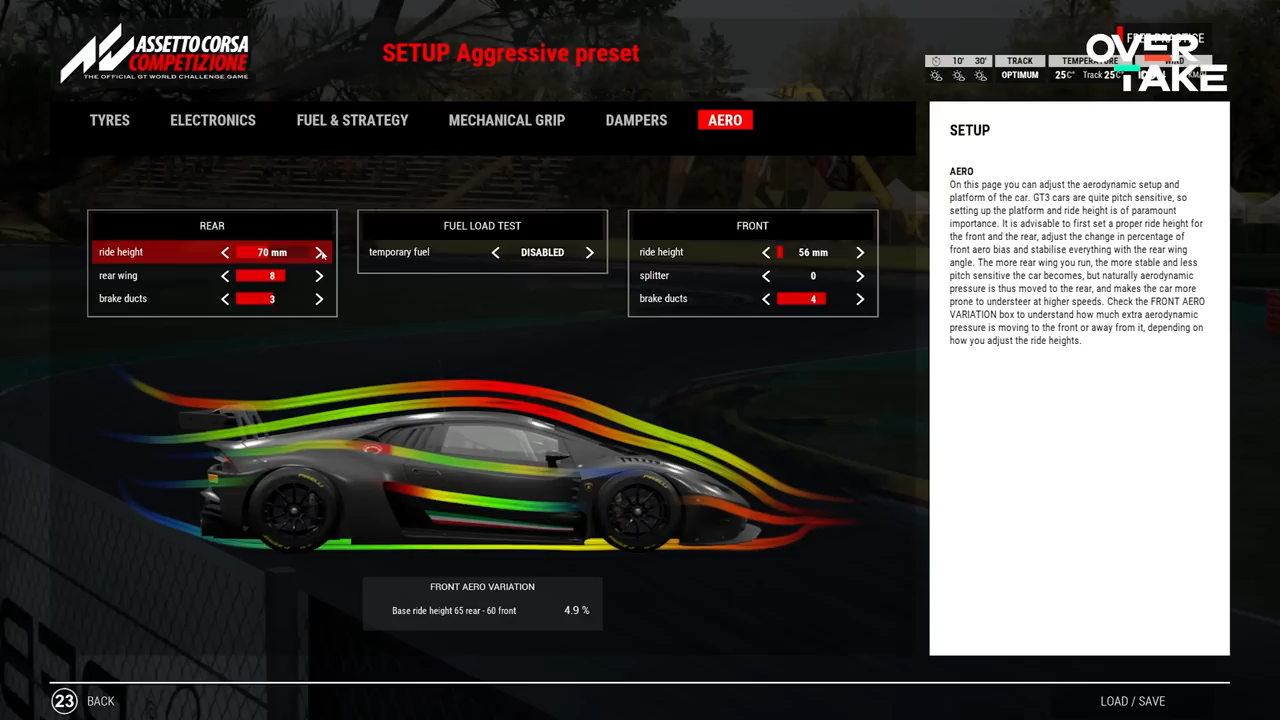 ASSETTO CORSA
COMPETIZIONE
THE OFFICIAL GT WORLD CHALLENGE GAME
SETUP Aggressive preset
OVER
TAKE
10' 30' TRACK TEMPERATURE WIND
OPTIMUM 25C° Track 25C°
TYRES ELECTRONICS FUEL & STRATEGY MECHANICAL GRIP DAMPERS AERO
REAR
ride height 70 mm
rear wing 8
brake ducts 3
FUEL LOAD TEST
temporary fuel DISABLED
FRONT
ride height 56 mm
splitter 0
brake ducts 4
SETUP
AERO
On this page you can adjust the aerodynamic setup and
platform of the car. GT3 cars are quite pitch sensitive, so
setting up the platform and ride height is of paramount
importance. It is advisable to first set a proper ride height for
the front and the rear, adjust the change in percentage of
front aero bias and stabilise everything with the rear wing
angle. The more rear wing you run, the more stable and less
pitch sensitive the car becomes, but naturally aerodynamic
pressure is thus moved to the rear, and makes the car more
prone to understeer at higher speeds. Check the FRONT AERO
VARIATION box to understand how much extra aerodynamic
pressure is moving to the front or away from it, depending on
how you adjust the ride heights.
PIRELLI
PIRELLI
FRONT AERO VARIATION
Base ride height 65 rear - 60 front 4.9 %
23 BACK
LOAD / SAVE